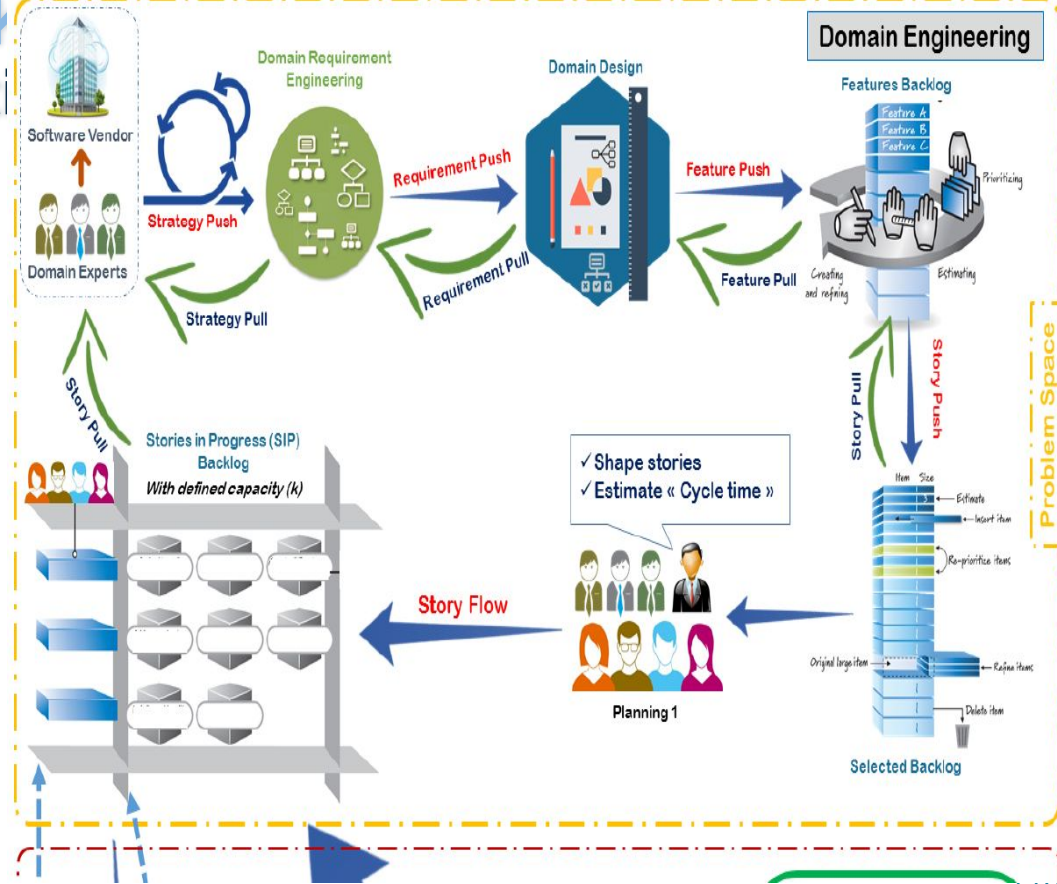 Domain Engineering
Software Vendor
Domain Experts
Strategy Push
Strategy Pull
Domain Requirement
Engineering
Requirement Push
Requirement Pull
Domain Design
Feature Push
Feature Pull
Features Backlog
Feature A
Feature B
Feature C
Prioritizing
Creating
and refining
Estimating
Problem Space
Story Pull
Story Push
Story Pull
Stories in Progress (SIP)
Backlog
With defined capacity (k)
✓ Shape stories
✓ Estimate « Cycle time »
Story Flow
Planning 1
Item Size
3
Estimate
Insert item
Re-prioritize items
Original large item
Refine items
Delete item
Selected Backlog